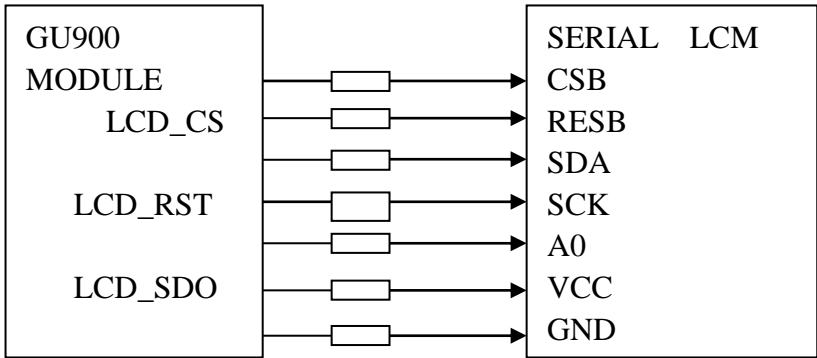 GU900
MODULE
LCD_CS
LCD_RST
LCD_SDO
SERIAL LCM
CSB
RESB
SDA
SCK
A0
VCC
GND